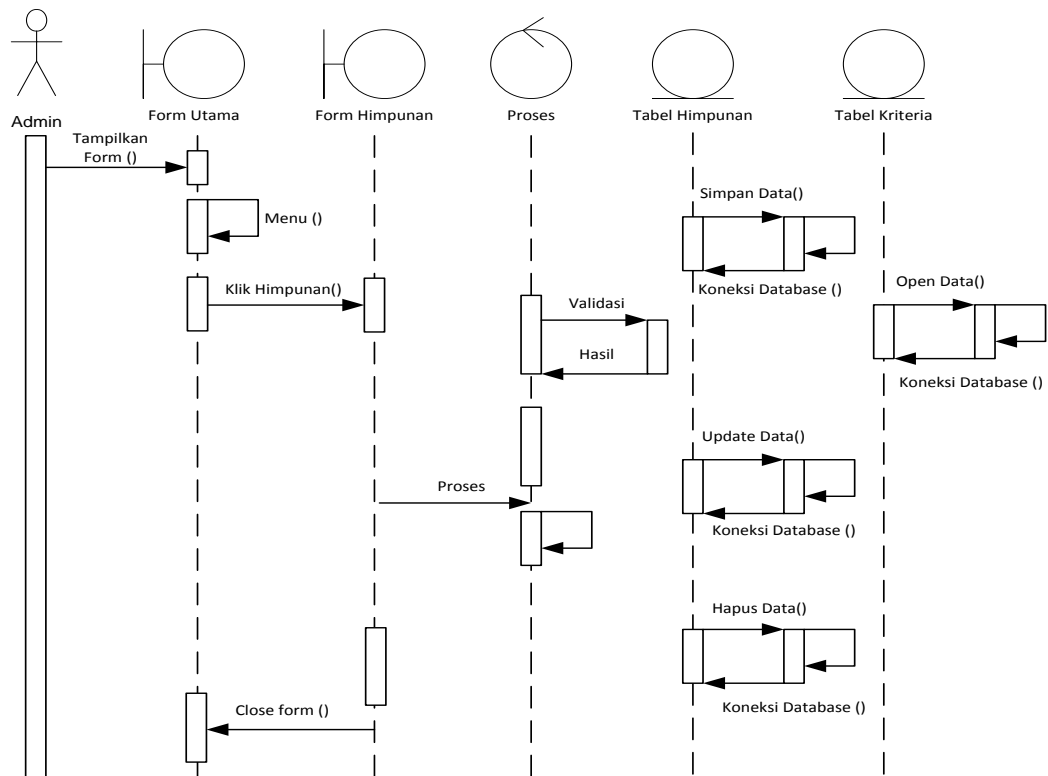 Admin
Form Utama
Form Himpunan
Proses
Tabel Himpunan
Tabel Kriteria
Tampilkan
Form ()
Menu ()
Simpan Data()
Koneksi Database ()
Klik Himpunan()
Open Data()
Validasi
Hasil
Koneksi Database ()
Update Data()
Proses
Koneksi Database ()
Hapus Data()
Koneksi Database ()
Close form ()